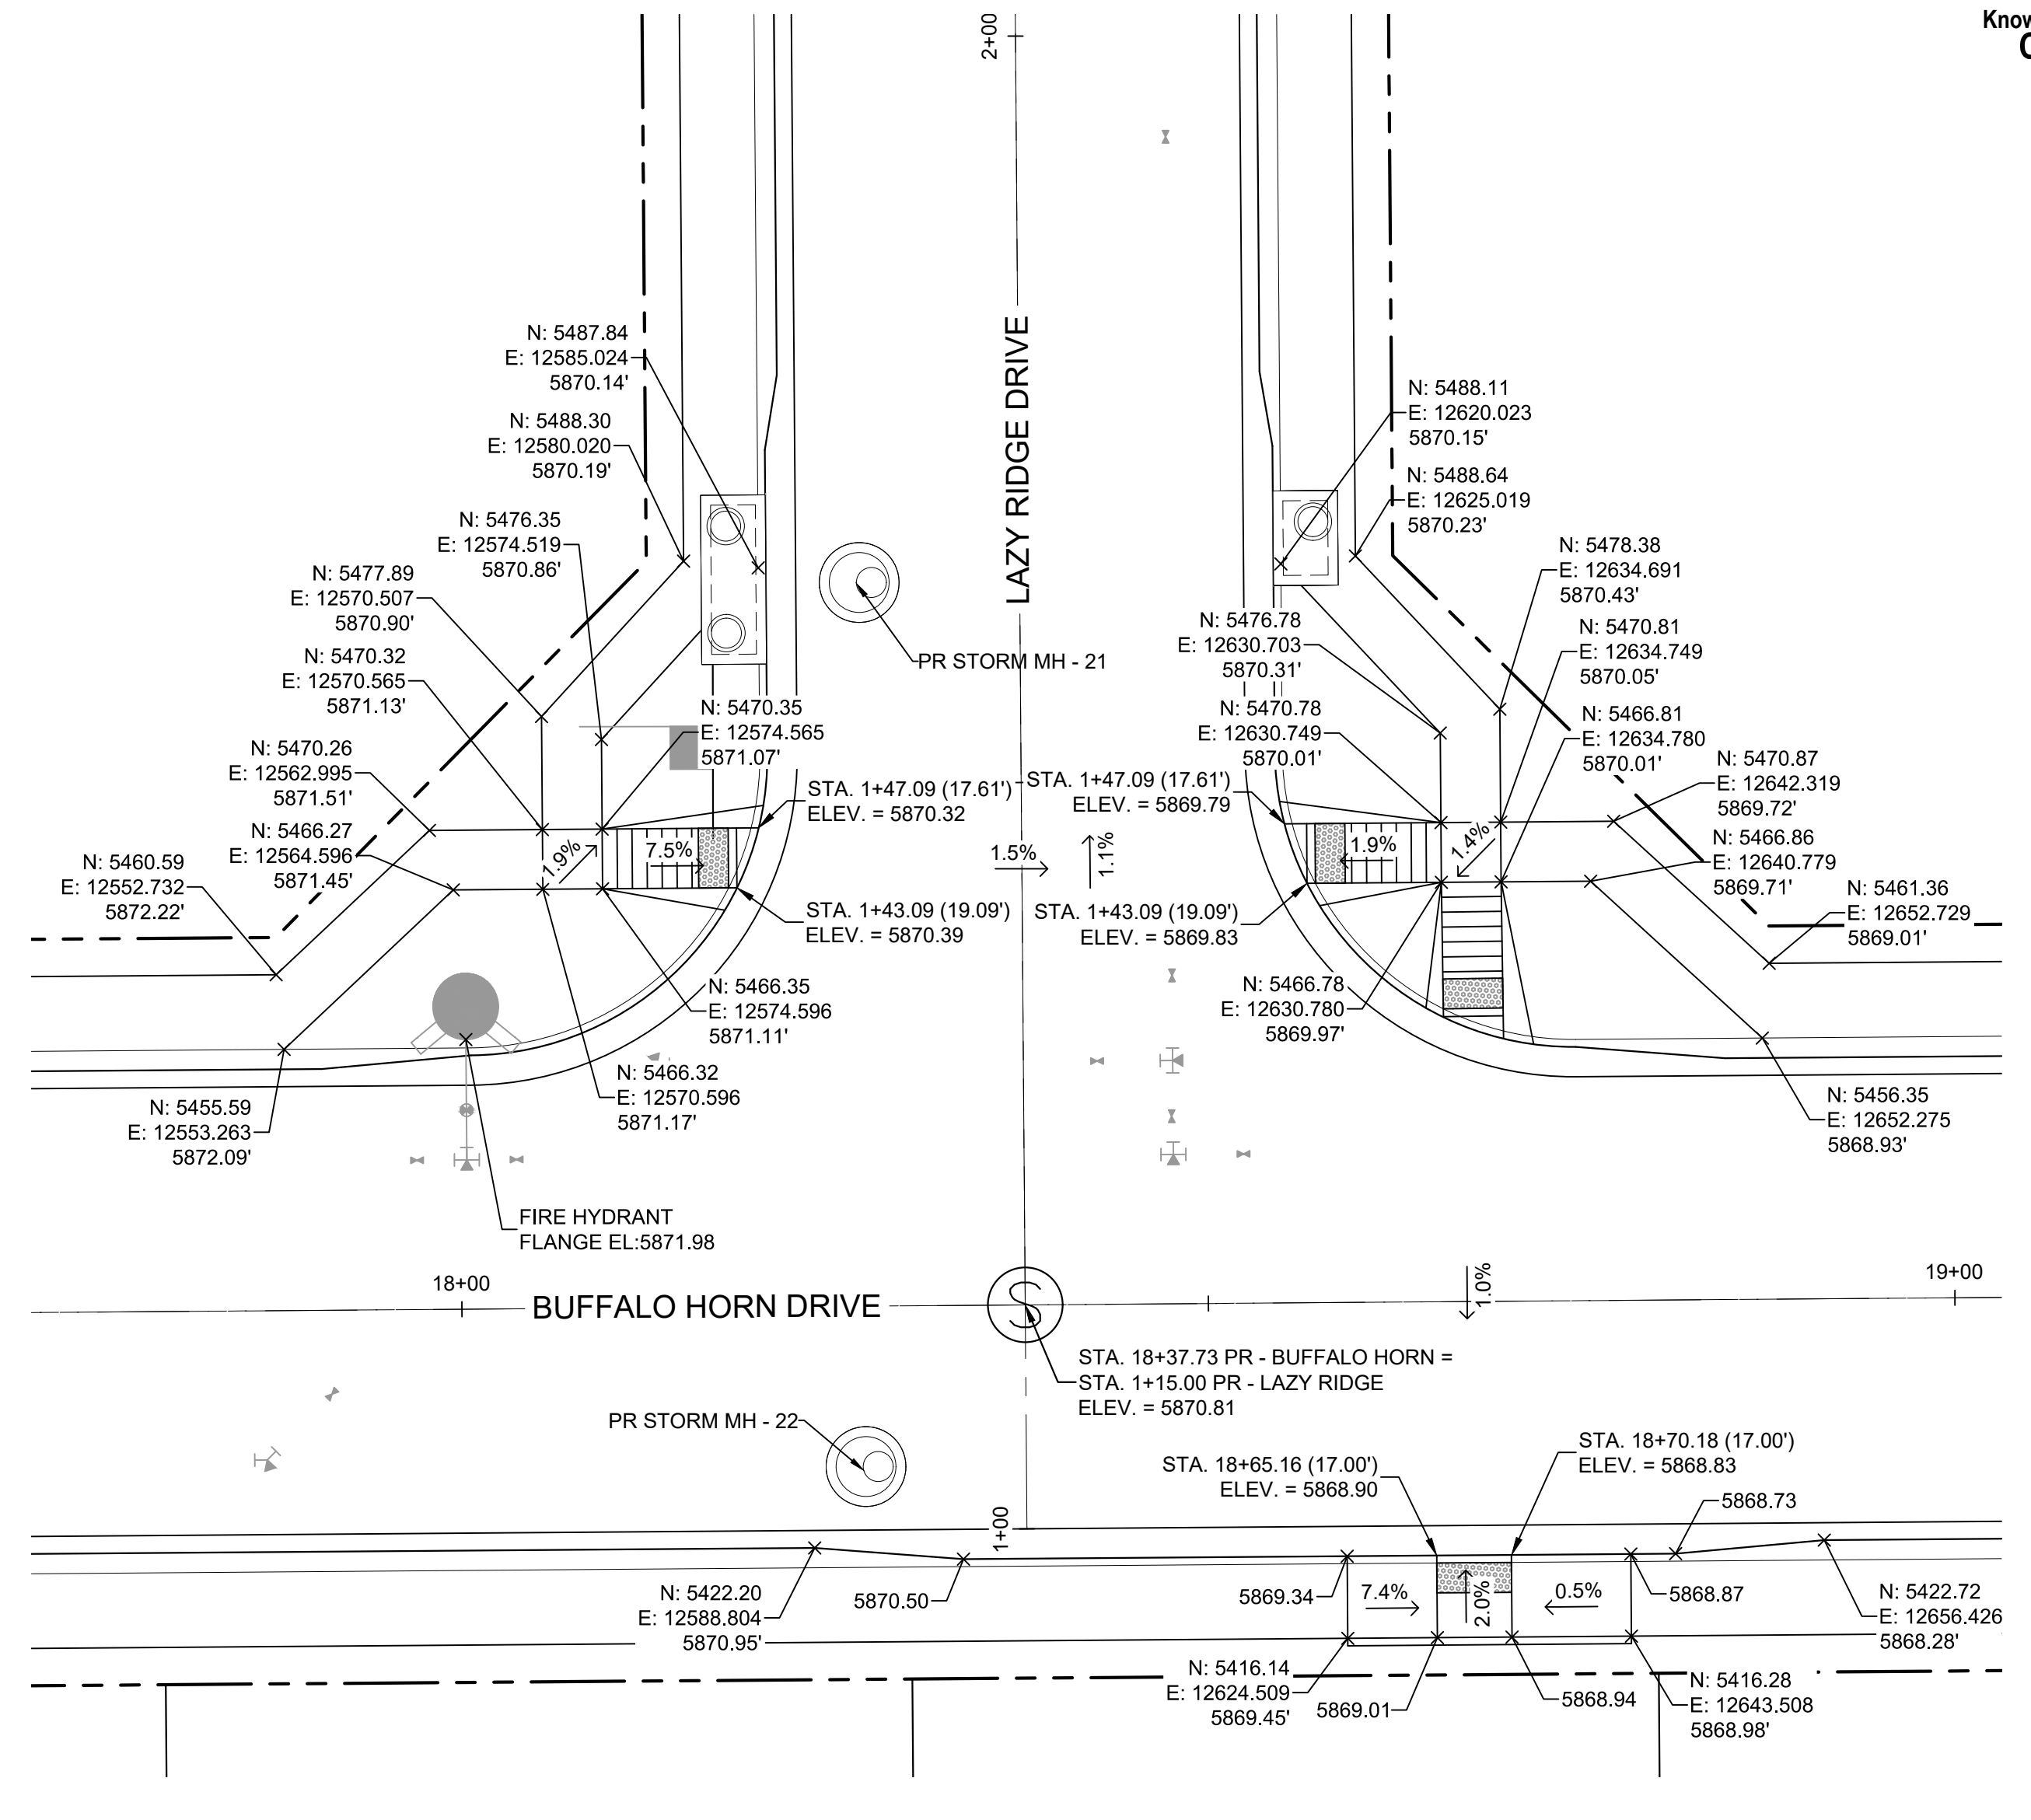 Know
2+00
LAZY RIDGE DRIVE
N: 5487.84
E: 12585.024
5870.14'
N: 5488.30
E: 12580.020
5870.19'
N: 5476.35
E: 12574.519
5870.86'
N: 5477.89
E: 12570.507
5870.90'
N: 5470.32
E: 12570.565
5871.13'
N: 5470.26
E: 12562.995
5871.51'
N: 5466.27
E: 12564.596
5871.45'
N: 5460.59
E: 12552.732
5872.22'
N: 5455.59
E: 12553.263
5872.09'
N: 5470.35
E: 12574.565
5871.07'
STA. 1+47.09 (17.61')
ELEV. = 5870.32
1.9%
7.5%
STA. 1+43.09 (19.09')
ELEV. = 5870.39
N: 5466.35
E: 12574.596
5871.11'
N: 5466.32
E: 12570.596
5871.17'
FIRE HYDRANT
FLANGE EL:5871.98
PR STORM MH - 21
1.5%
1.1%
N: 5488.11
E: 12620.023
5870.15'
N: 5488.64
E: 12625.019
5870.23'
N: 5478.38
E: 12634.691
5870.43'
N: 5476.78
E: 12630.703
5870.31'
N: 5470.81
E: 12634.749
5870.05'
N: 5470.78
E: 12630.749
5870.01'
N: 5466.81
E: 12634.780
5870.01'
N: 5470.87
E: 12642.319
5869.72'
STA. 1+47.09 (17.61')
ELEV. = 5869.79
1.9%
1.4%
N: 5466.86
E: 12640.779
5869.71'
N: 5461.36
E: 12652.729
5869.01'
STA. 1+43.09 (19.09')
ELEV. = 5869.83
N: 5466.78
E: 12630.780
5869.97'
N: 5456.35
E: 12652.275
5868.93'
18+00
BUFFALO HORN DRIVE
S
1.0%
19+00
STA. 18+37.73 PR - BUFFALO HORN =
STA. 1+15.00 PR - LAZY RIDGE
ELEV. = 5870.81
PR STORM MH - 22
1+00
STA. 18+65.16 (17.00')
ELEV. = 5868.90
STA. 18+70.18 (17.00')
ELEV. = 5868.83
5868.73
N: 5422.20
E: 12588.804
5870.95'
5870.50
5869.34
7.4%
2.0%
0.5%
5868.87
N: 5422.72
E: 12656.426
5868.28'
N: 5416.14
E: 12624.509
5869.45'
5869.01
5868.94
N: 5416.28
E: 12643.508
5868.98'